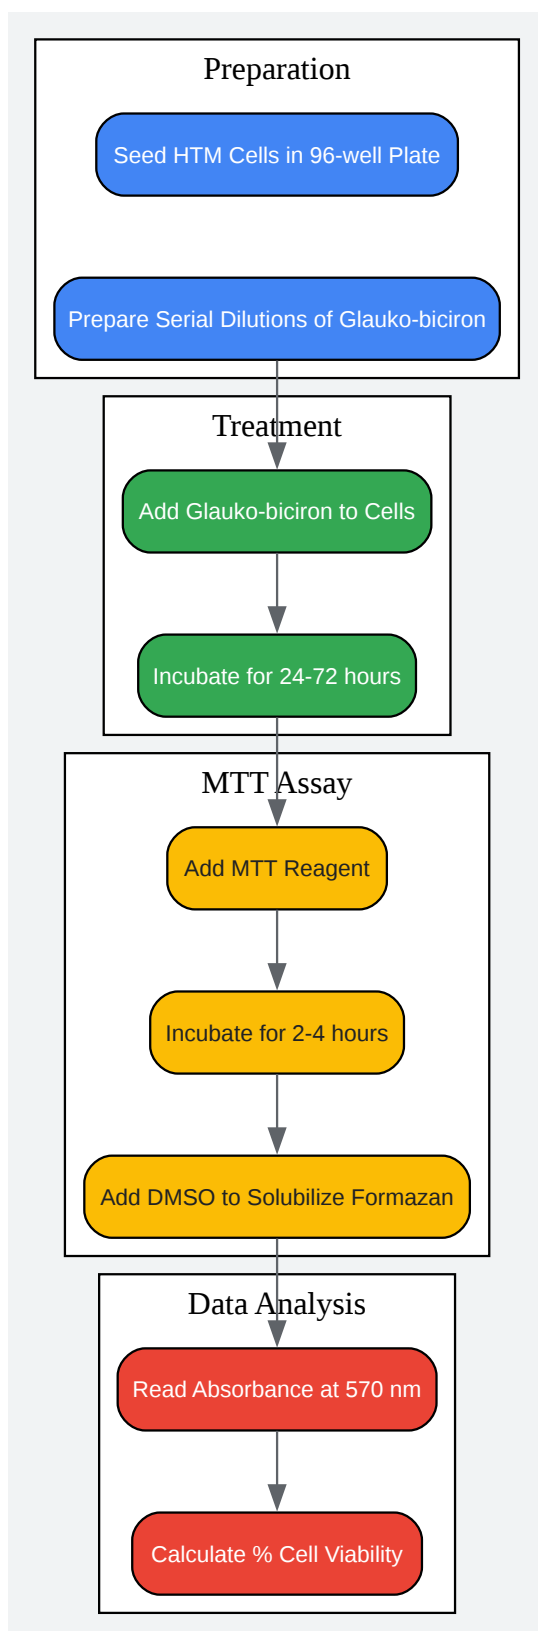 Preparation
Seed HTM Cells in 96-well Plate
Prepare Serial Dilutions of Glauko-biciron
Treatment
Add Glauko-biciron to Cells
Incubate for 24-72 hours
MTT Assay
Add MTT Reagent
Incubate for 2-4 hours
Add DMSO to Solubilize Formazan
Data Analysis
Read Absorbance at 570 nm
Calculate % Cell Viability